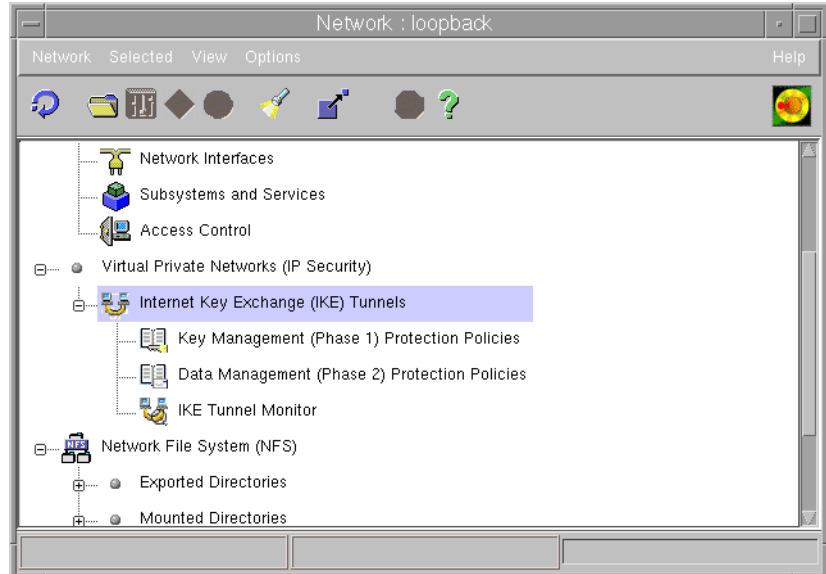 Network : loopback
Network Selected View Options Help
?
Network Interfaces
Subsystems and Services
Access Control
Virtual Private Networks (IP Security)
Internet Key Exchange (IKE) Tunnels
Key Management (Phase 1) Protection Policies
Data Management (Phase 2) Protection Policies
IKE Tunnel Monitor
NFS Network File System (NFS)
Exported Directories
Mounted Directories